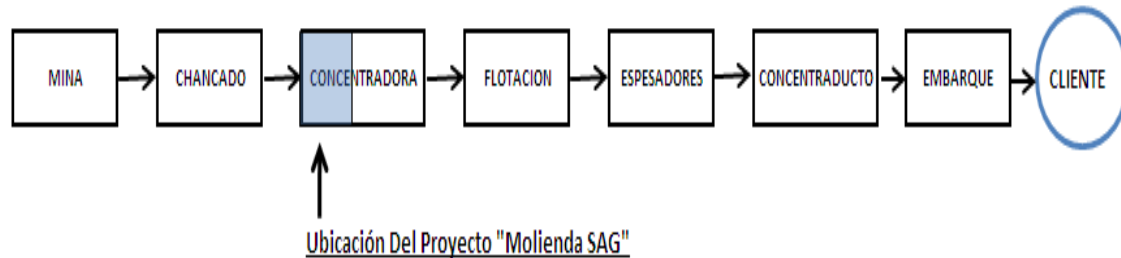 MINA
CHANCADO
CONCENTRADORA
FLOTACION
ESPESADORES
CONCENTRADUCTO
EMBARQUE
CLIENTE
Ubicación Del Proyecto "Molienda SAG"